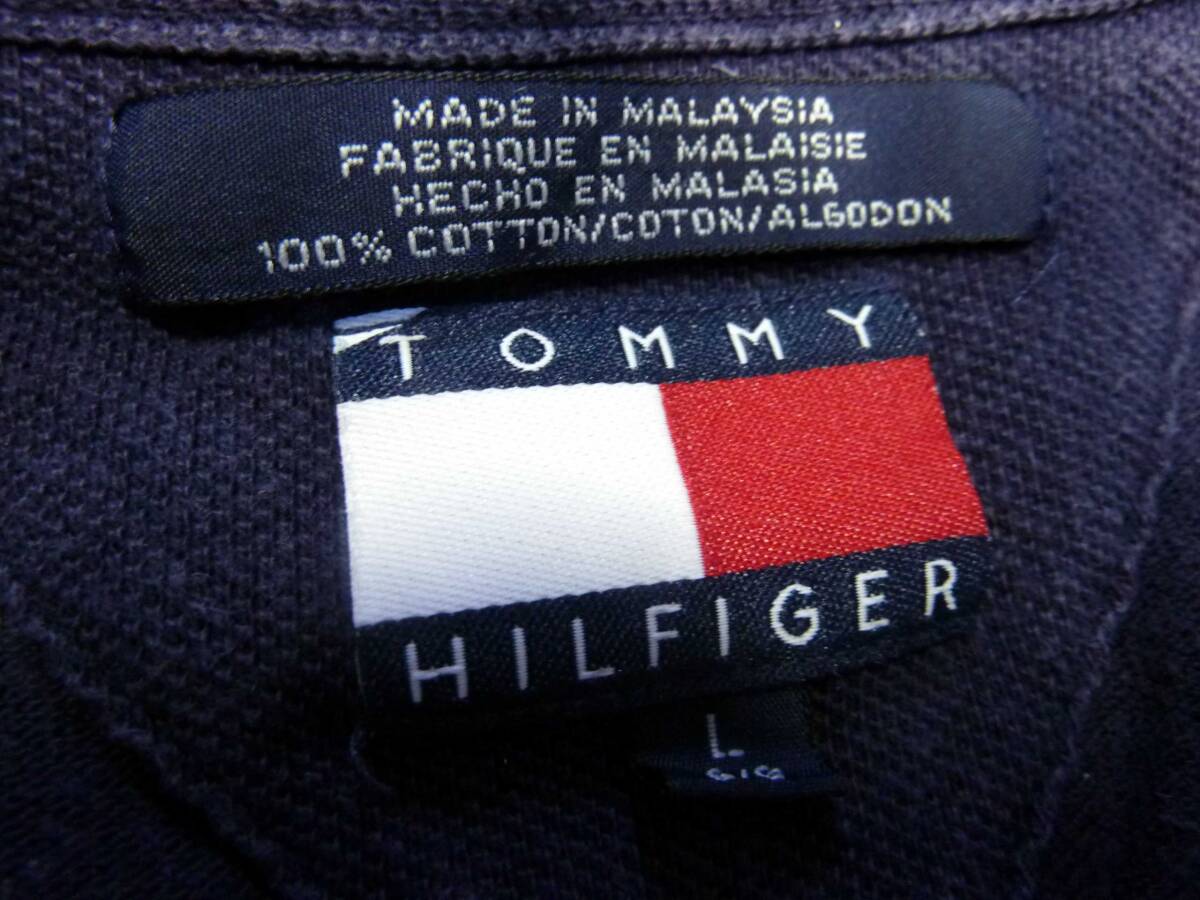 MADE IN MALAYSIA
FABRIQUE EN MALAISIE
HECHO EN MALASIA
100% COTTON/COTON/ALGODON
TOMMY
HILFIGER
L